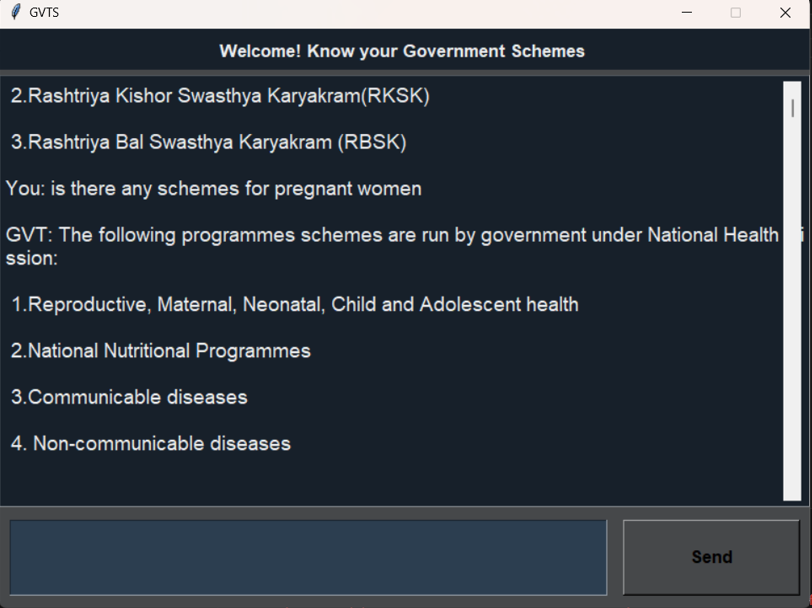 GVTS
Welcome! Know your Government Schemes
2.Rashtriya Kishor Swasthya Karyakram(RKSK)
3.Rashtriya Bal Swasthya Karyakram (RBSK)
You: is there any schemes for pregnant women
GVT: The following programmes schemes are run by government under National Health i
ssion:
1.Reproductive, Maternal, Neonatal, Child and Adolescent health
2.National Nutritional Programmes
3.Communicable diseases
4. Non-communicable diseases
Send